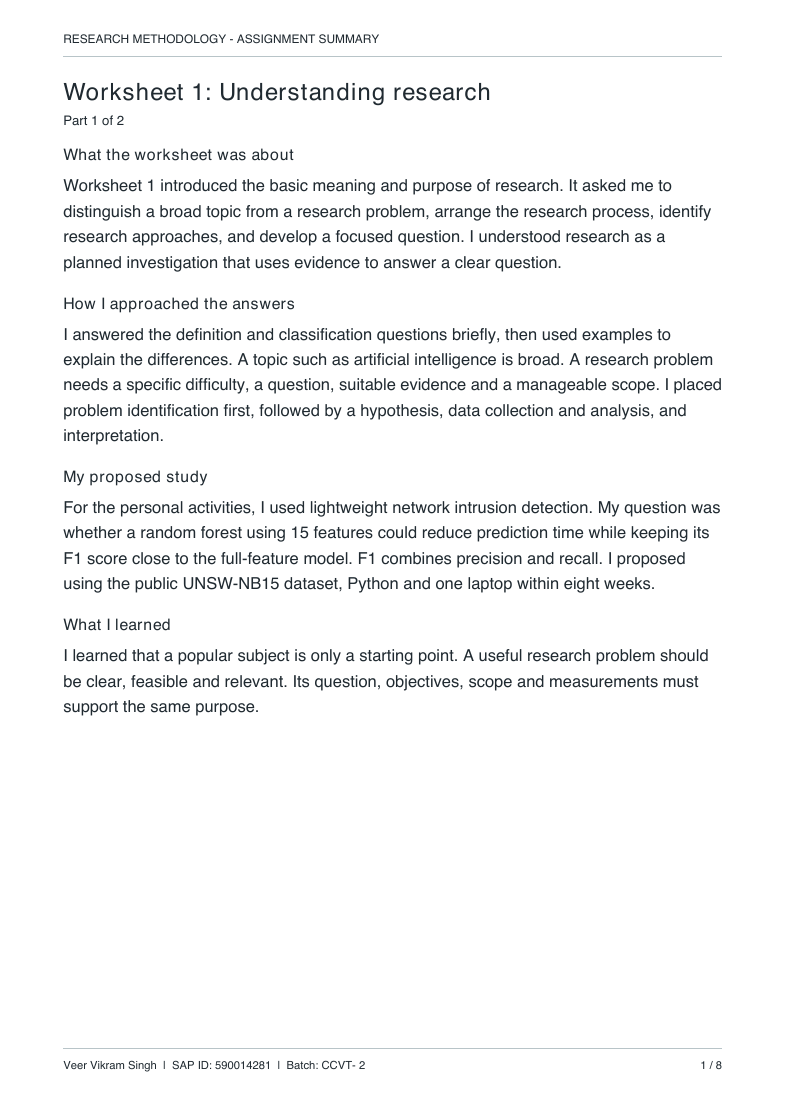 RESEARCH METHODOLOGY - ASSIGNMENT SUMMARY
Worksheet 1: Understanding research
Part 1 of 2
What the worksheet was about
Worksheet 1 introduced the basic meaning and purpose of research. It asked me to
distinguish a broad topic from a research problem, arrange the research process, identify
research approaches, and develop a focused question. I understood research as a
planned investigation that uses evidence to answer a clear question.
How I approached the answers
I answered the definition and classification questions briefly, then used examples to
explain the differences. A topic such as artificial intelligence is broad. A research problem
needs a specific difficulty, a question, suitable evidence and a manageable scope. I placed
problem identification first, followed by a hypothesis, data collection and analysis, and
interpretation.
My proposed study
For the personal activities, I used lightweight network intrusion detection. My question was
whether a random forest using 15 features could reduce prediction time while keeping its
F1 score close to the full-feature model. F1 combines precision and recall. I proposed
using the public UNSW-NB15 dataset, Python and one laptop within eight weeks.
What I learned
I learned that a popular subject is only a starting point. A useful research problem should
be clear, feasible and relevant. Its question, objectives, scope and measurements must
support the same purpose.
Veer Vikram Singh | SAP ID: 590014281 | Batch: CCVT- 2
1 / 8